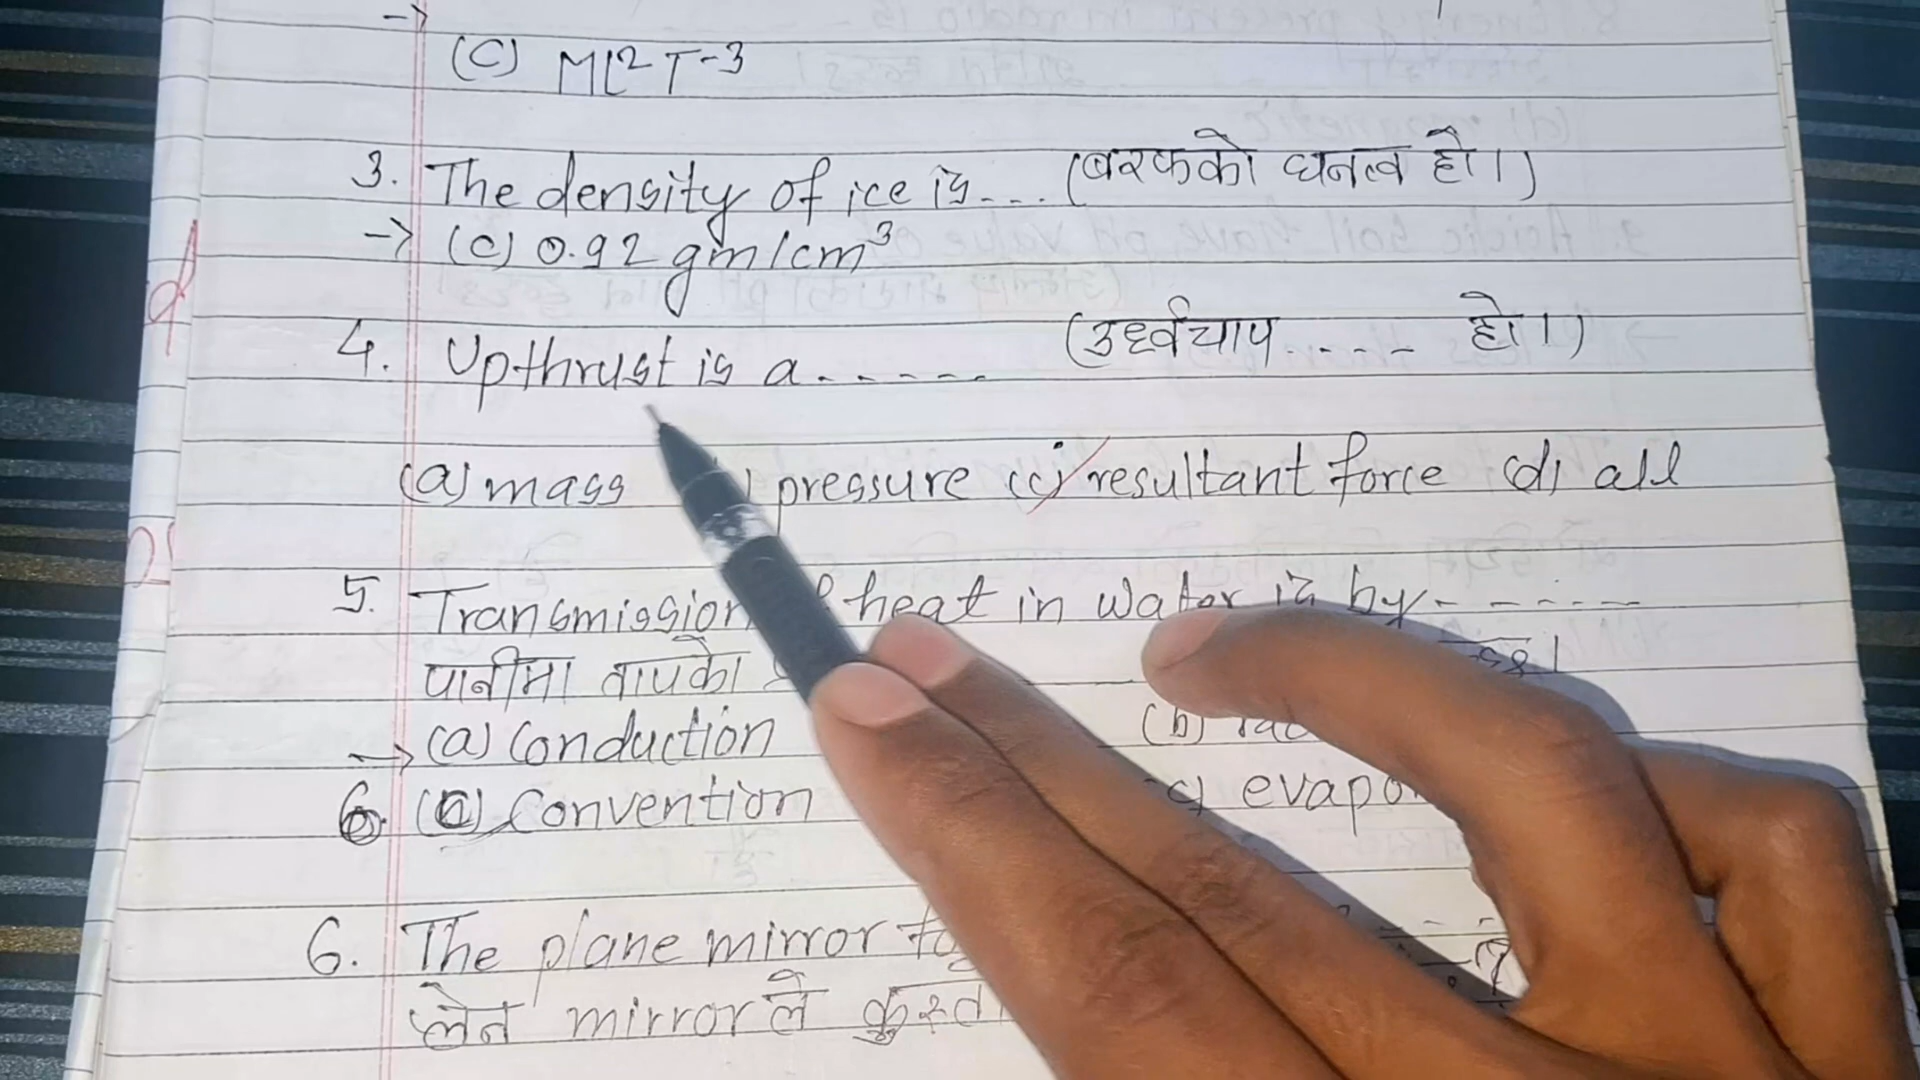 (C) ML² T-3
3. The density of ice is... (बरफको घनत्व हो।)
-> (C) 0.92 gm/cm³
4. Upthrust is a...... (उर्ध्वचाप..... हो।)
(a) mass pressure (c) resultant force (d) all
5. Transmission heat in water is by------
पानीमा तापको
-> (a) Conduction (b)
(c) Convention
6. The plane mirror
लेन mirror ले